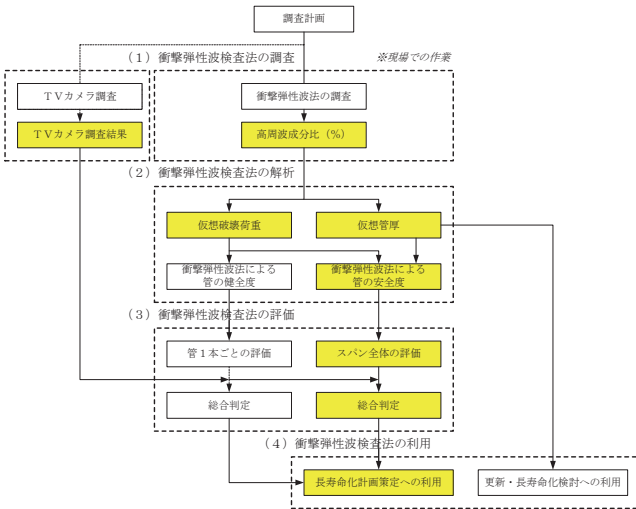 調査計画
(1)衝撃弾性波検査法の調査
※現場での作業
TVカメラ調査
衝撃弾性波法の調査
TVカメラ調査結果
高周波成分比(%)
(2)衝撃弾性波検査法の解析
仮想破壊荷重
仮想管厚
衝撃弾性波法による
管の健全度
衝撃弾性波法による
管の安全度
(3)衝撃弾性波検査法の評価
管1本ごとの評価
スパン全体の評価
総合判定
総合判定
(4)衝撃弾性波検査法の利用
長寿命化計画策定への利用
更新・長寿命化検討への利用